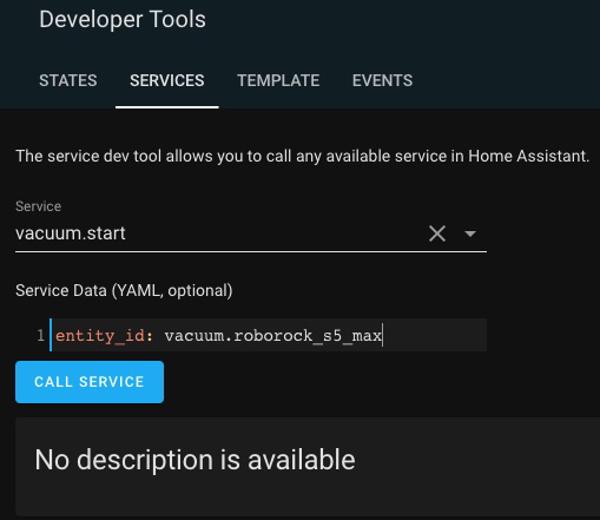 Developer Tools
STATES SERVICES TEMPLATE EVENTS
The service dev tool allows you to call any available service in Home Assistant.
Service
vacuum.start
Service Data (YAML, optional)
1 entity_id: vacuum.roborock_s5_max
CALL SERVICE
No description is available